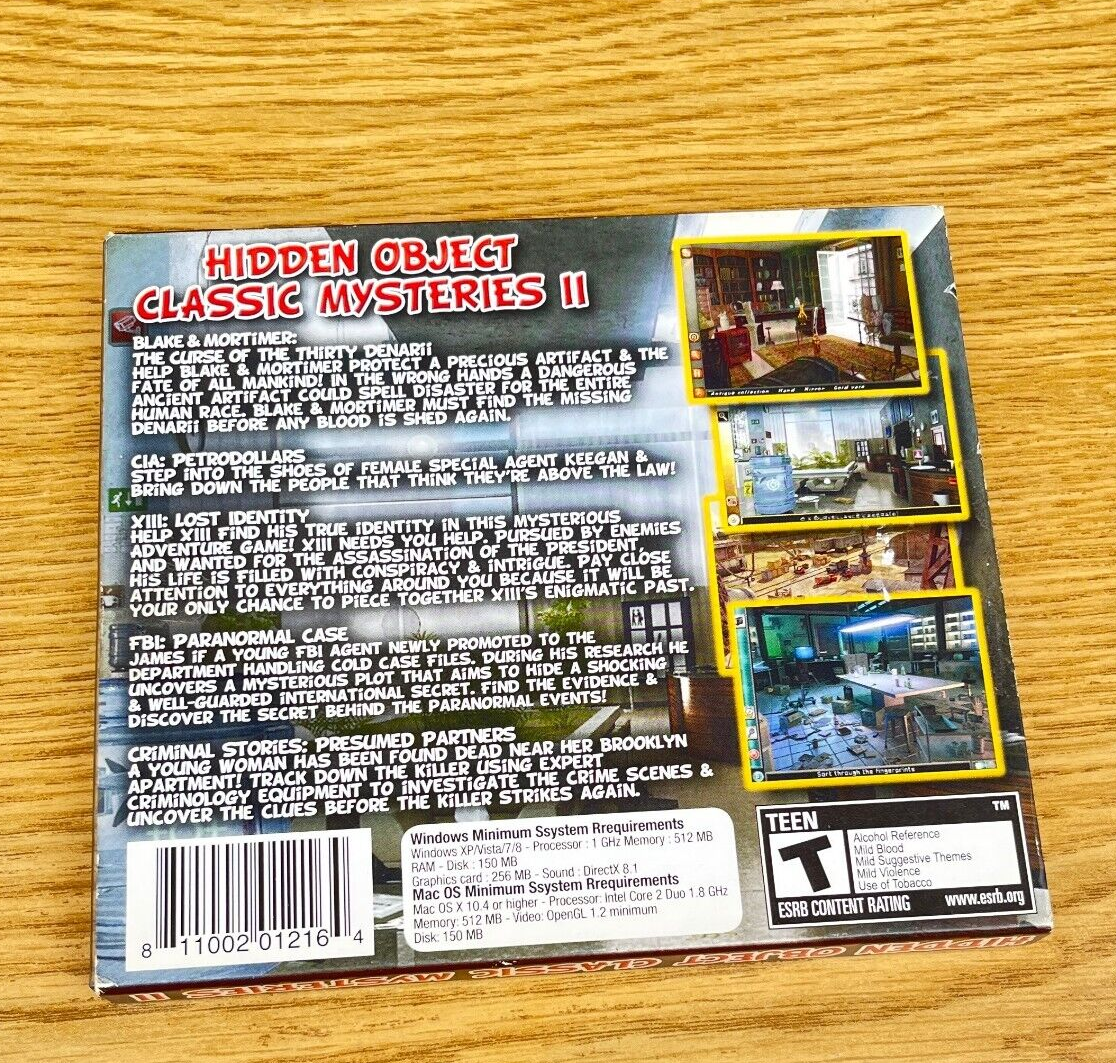 HIDDEN OBJECT
CLASSIC MYSTERIES II
BLAKE & MORTIMER:
THE CURSE OF THE THIRTY DENARII
HELP BLAKE & MORTIMER PROTECT A PRECIOUS ARTIFACT & THE
FATE OF ALL MANKIND! IN THE WRONG HANDS A DANGEROUS
ANCIENT ARTIFACT COULD SPELL DISASTER FOR THE ENTIRE
HUMAN RACE. BLAKE & MORTIMER MUST FIND THE MISSING
DENARII BEFORE ANY BLOOD IS SHED AGAIN.
CIA: PETRODOLLARS
STEP INTO THE SHOES OF FEMALE SPECIAL AGENT KEEGAN &
BRING DOWN THE PEOPLE THAT THINK THEY'RE ABOVE THE LAW!
XIII: LOST IDENTITY
HELP XIII FIND HIS TRUE IDENTITY IN THIS MYSTERIOUS
ADVENTURE GAME! XIII NEEDS YOU HELP. PURSUED BY ENEMIES
AND WANTED FOR THE ASSASSINATION OF THE PRESIDENT,
HIS LIFE IS FILLED WITH CONSPIRACY & INTRIGUE. PAY CLOSE
ATTENTION TO EVERYTHING AROUND YOU BECAUSE IT WILL BE
YOUR ONLY CHANCE TO PIECE TOGETHER XIII'S ENIGMATIC PAST.
FBI: PARANORMAL CASE
JAMES IF A YOUNG FBI AGENT NEWLY PROMOTED TO THE
DEPARTMENT HANDLING COLD CASE FILES. DURING HIS RESEARCH HE
UNCOVERS A MYSTERIOUS PLOT THAT AIMS TO HIDE A SHOCKING
& WELL-GUARDED INTERNATIONAL SECRET. FIND THE EVIDENCE &
DISCOVER THE SECRET BEHIND THE PARANORMAL EVENTS!
CRIMINAL STORIES: PRESUMED PARTNERS
A YOUNG WOMAN HAS BEEN FOUND DEAD NEAR HER BROOKLYN
APARTMENT! TRACK DOWN THE KILLER USING EXPERT
CRIMINOLOGY EQUIPMENT TO INVESTIGATE THE CRIME SCENES &
UNCOVER THE CLUES BEFORE THE KILLER STRIKES AGAIN.
Antique collection Hand Mirror Gold vase
Sort through the fingerprints
8 11002 01216 4
Windows Minimum Ssystem Rrequirements
Windows XP/Vista/7/8 - Processor : 1 GHz Memory : 512 MB
RAM - Disk : 150 MB
Graphics card : 256 MB - Sound : DirectX 8.1
Mac OS Minimum Ssystem Rrequirements
Mac OS X 10.4 or higher - Processor: Intel Core 2 Duo 1.8 GHz
Memory: 512 MB - Video: OpenGL 1.2 minimum
Disk: 150 MB
TEEN TM
T
Alcohol Reference
Mild Blood
Mild Suggestive Themes
Mild Violence
Use of Tobacco
ESRB CONTENT RATING www.esrb.org
HIDDEN OBJECT CLASSIC MYSTERIES II